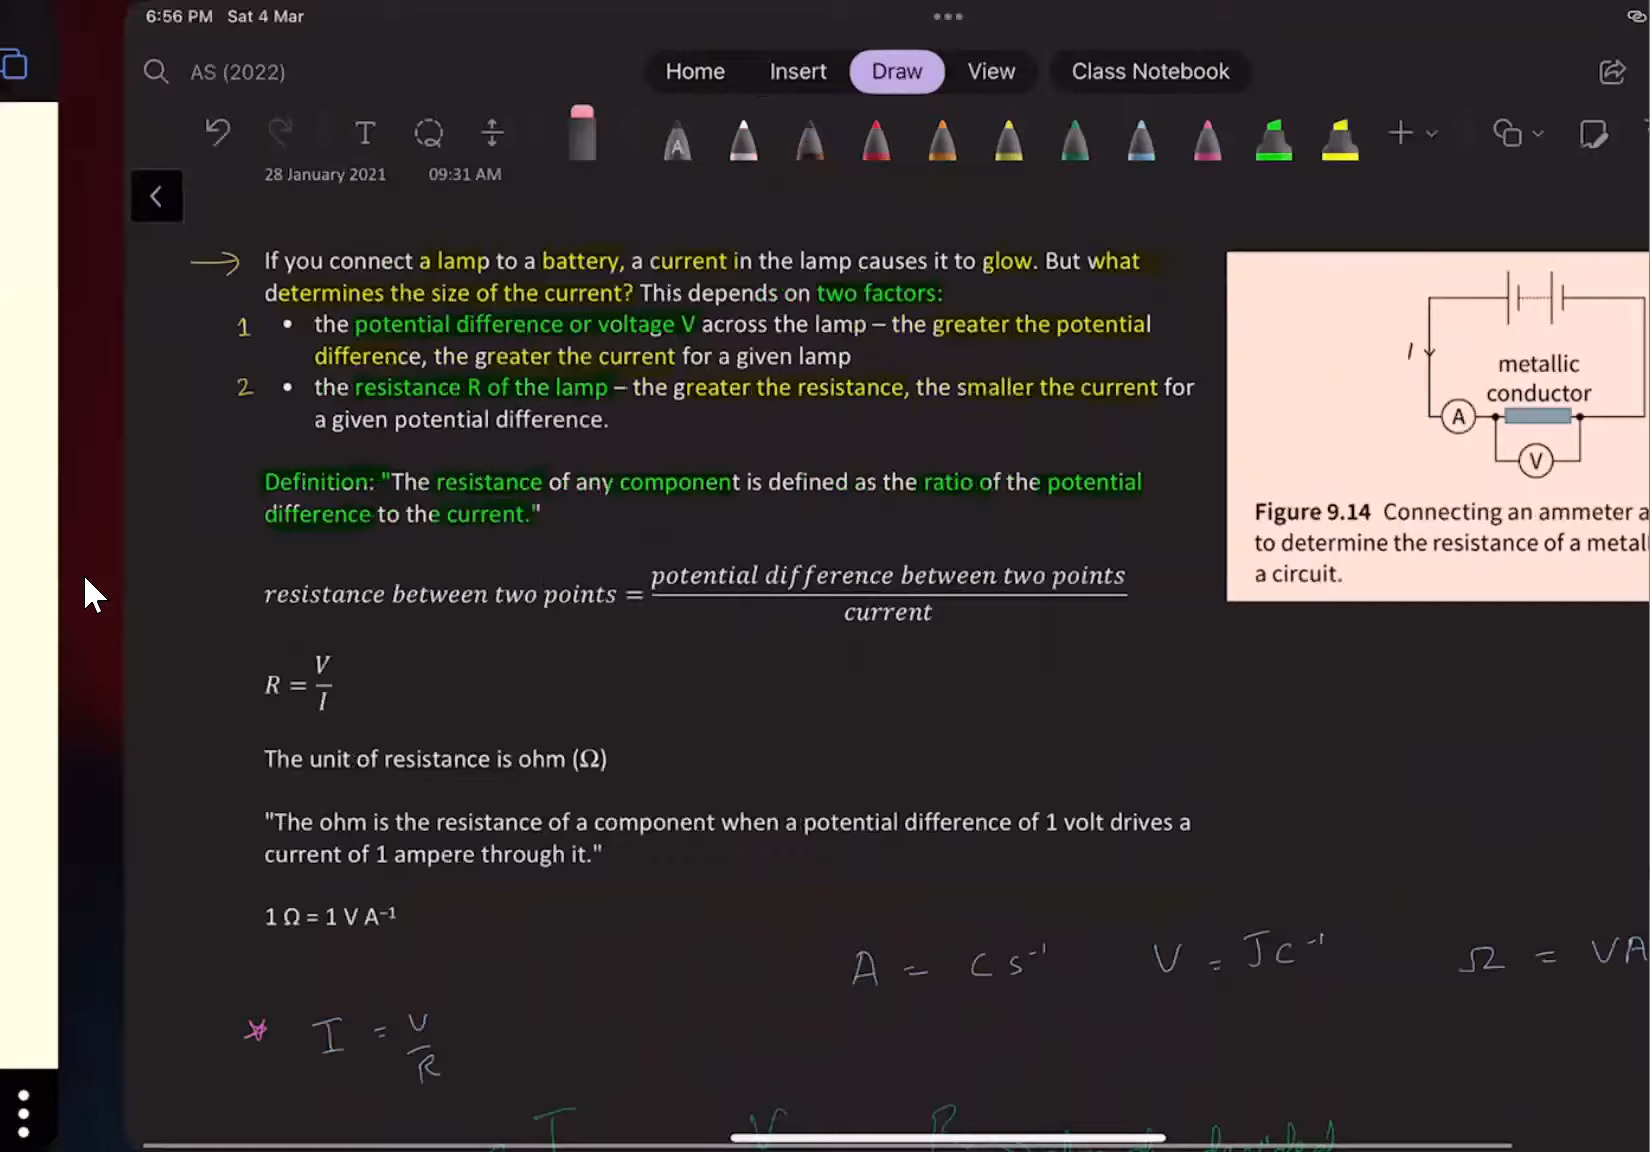 6:56 PM Sat 4 Mar
AS (2022)
Home Insert Draw View Class Notebook
T
A
28 January 2021 09:31 AM
If you connect a lamp to a battery, a current in the lamp causes it to glow. But what
determines the size of the current? This depends on two factors:
1 • the potential difference or voltage V across the lamp – the greater the potential
difference, the greater the current for a given lamp
2 • the resistance R of the lamp – the greater the resistance, the smaller the current for
a given potential difference.
Definition: "The resistance of any component is defined as the ratio of the potential
difference to the current."
resistance between two points = potential difference between two points
current
R = V
I
The unit of resistance is ohm (Ω)
"The ohm is the resistance of a component when a potential difference of 1 volt drives a
current of 1 ampere through it."
1 Ω = 1 V A⁻¹
A = C s⁻¹ V = J C⁻¹ Ω = VA
I = V
R
I V R
I
metallic
conductor
A
V
Figure 9.14 Connecting an ammeter a
to determine the resistance of a metal
a circuit.